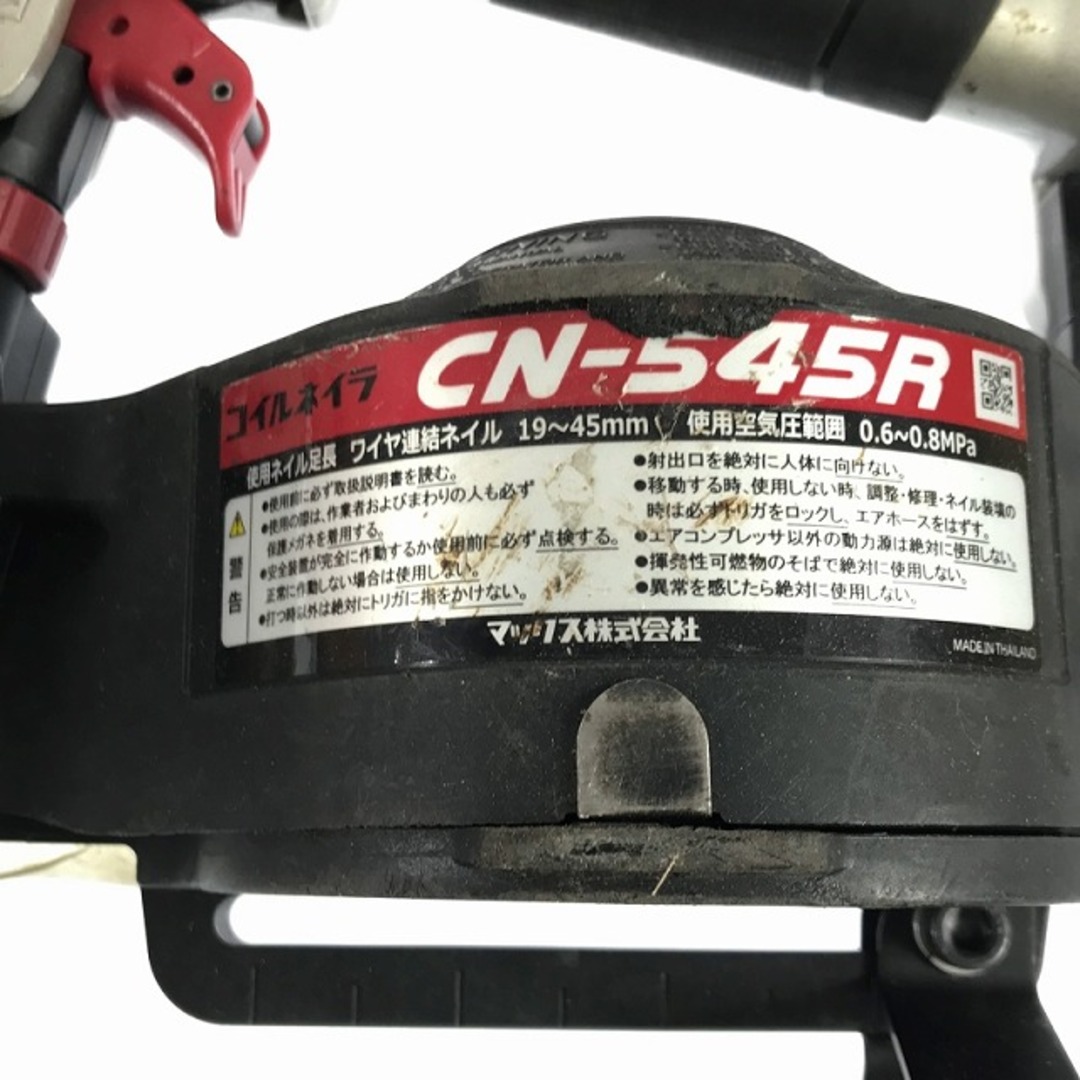 コイルネイラ CN-545R
使用ネイル足長 ワイヤ連結ネイル 19～45mm 使用空気圧範囲 0.6~0.8MPa
警告
●使用前に必ず取扱説明書を読む。
●使用の際は、作業者およびまわりの人も必ず
保護メガネを着用する。
●安全装置が完全に作動するか使用前に必ず点検する。
正常に作動しない場合は使用しない。
●打つ時以外は絶対にトリガに指をかけない。
●射出口を絶対に人体に向けない。
●移動する時、使用しない時、調整・修理・ネイル装填の
時は必ずトリガをロックし、エアホースをはずす。
●エアコンプレッサ以外の動力源は絶対に使用しない。
●揮発性可燃物のそばで絶対に使用しない。
●異常を感じたら絶対に使用しない。
マックス株式会社
MADE IN THAILAND